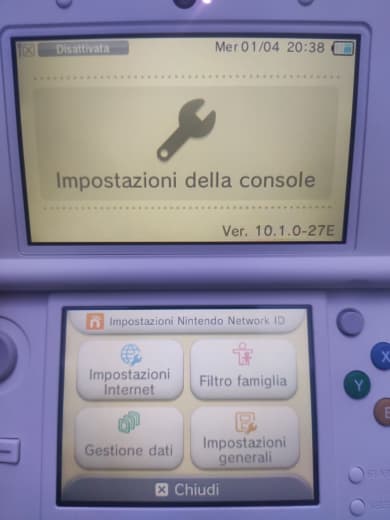 Disattivata
Mer 01/04 20:38
Impostazioni della console
Ver. 10.1.0-27E
Impostazioni Nintendo Network ID
Impostazioni
Internet
Filtro famiglia
Gestione dati
Impostazioni
generali
X Chiudi
X
Y
B